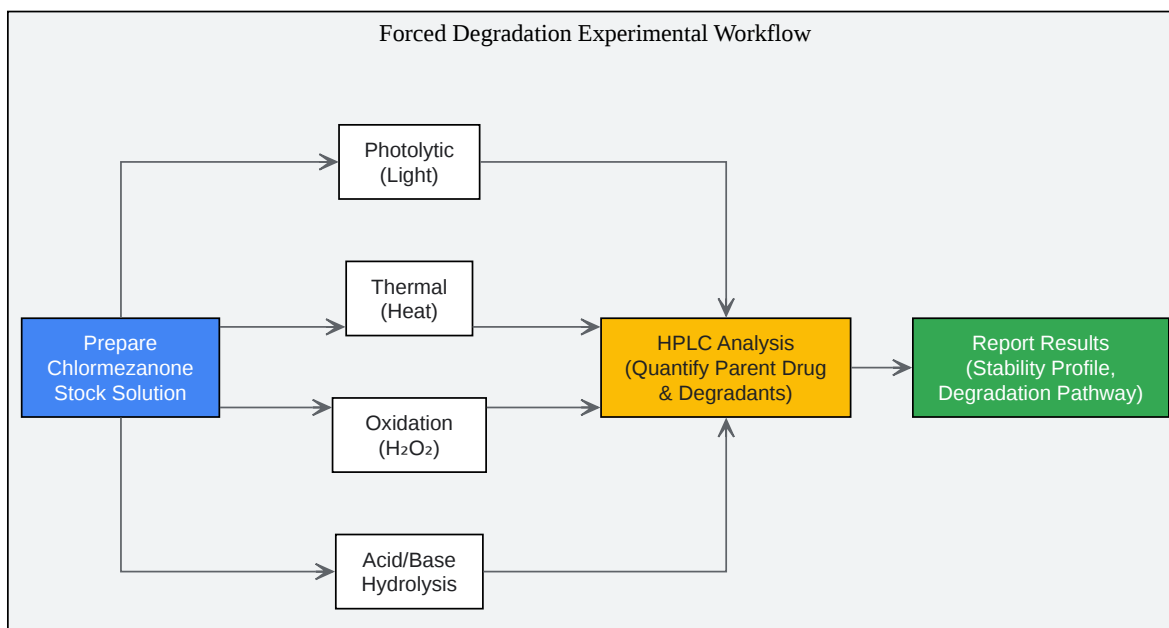 Forced Degradation Experimental Workflow
Photolytic
(Light)
Thermal
(Heat)
Prepare
Chlormezanone
Stock Solution
HPLC Analysis
(Quantify Parent Drug
& Degradants)
Report Results
(Stability Profile,
Degradation Pathway)
Oxidation
(H₂O₂)
Acid/Base
Hydrolysis